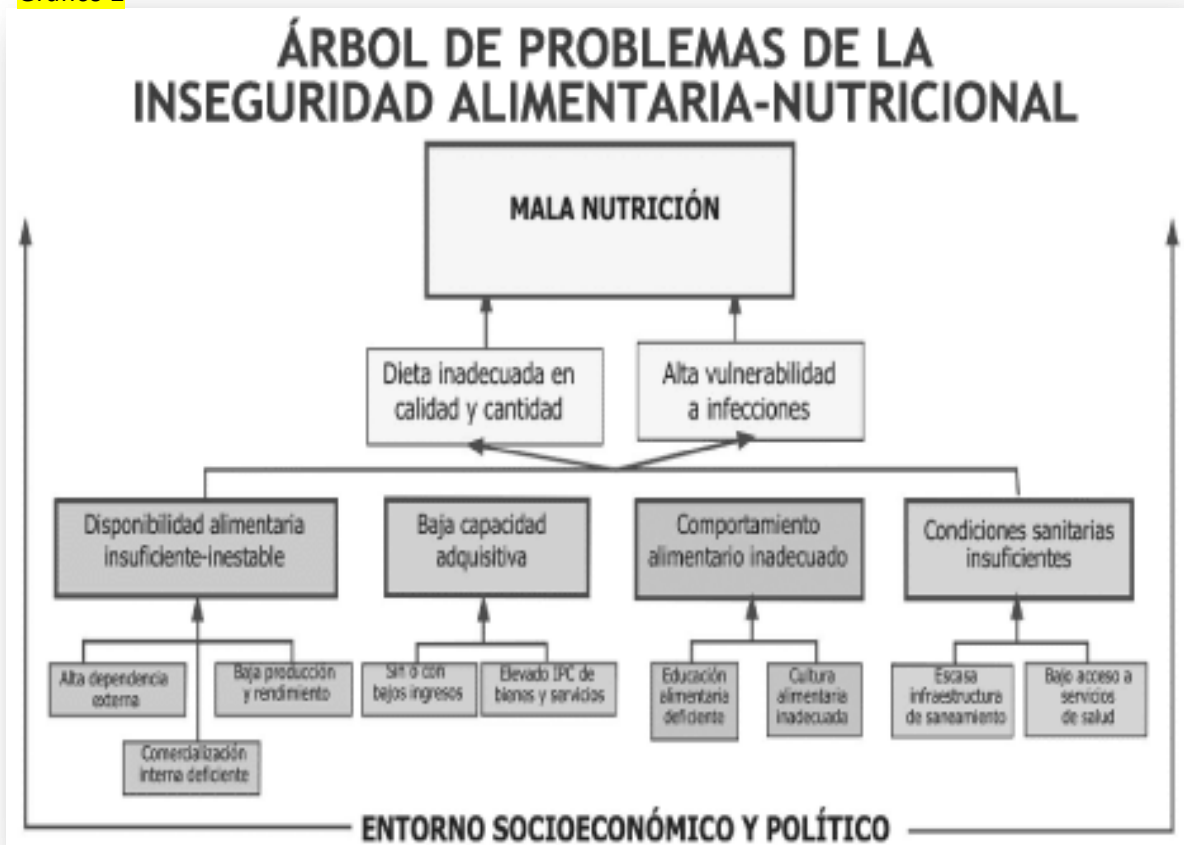 ÁRBOL DE PROBLEMAS DE LA
INSEGURIDAD ALIMENTARIA-NUTRICIONAL
MALA NUTRICIÓN
Dieta inadecuada en
calidad y cantidad
Alta vulnerabilidad
a infecciones
Disponibilidad alimentaria
insuficiente-inestable
Baja capacidad
adquisitiva
Comportamiento
alimentario inadecuado
Condiciones sanitarias
insuficientes
Alta dependencia
externa
Comercialización
interna deficiente
Baja producción
y rendimiento
Sin o con
bajos ingresos
Elevado IPC de
bienes y servicios
Educación
alimentaria
deficiente
Cultura
alimentaria
inadecuada
Escasa
infraestructura
de saneamiento
Bajo acceso a
servicios
de salud
ENTORNO SOCIOECONÓMICO Y POLÍTICO